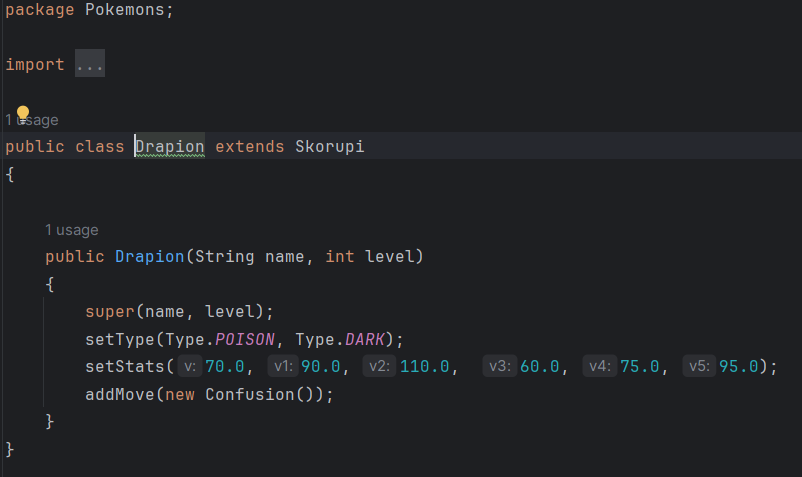 package Pokemons;
import ...
1 usage
public class Drapion extends Skorupi
{
1 usage
public Drapion(String name, int level)
{
super(name, level);
setType(Type.POISON, Type.DARK);
setStats( v: 70.0, v1: 90.0, v2: 110.0, v3: 60.0, v4: 75.0, v5: 95.0);
addMove(new Confusion());
}
}